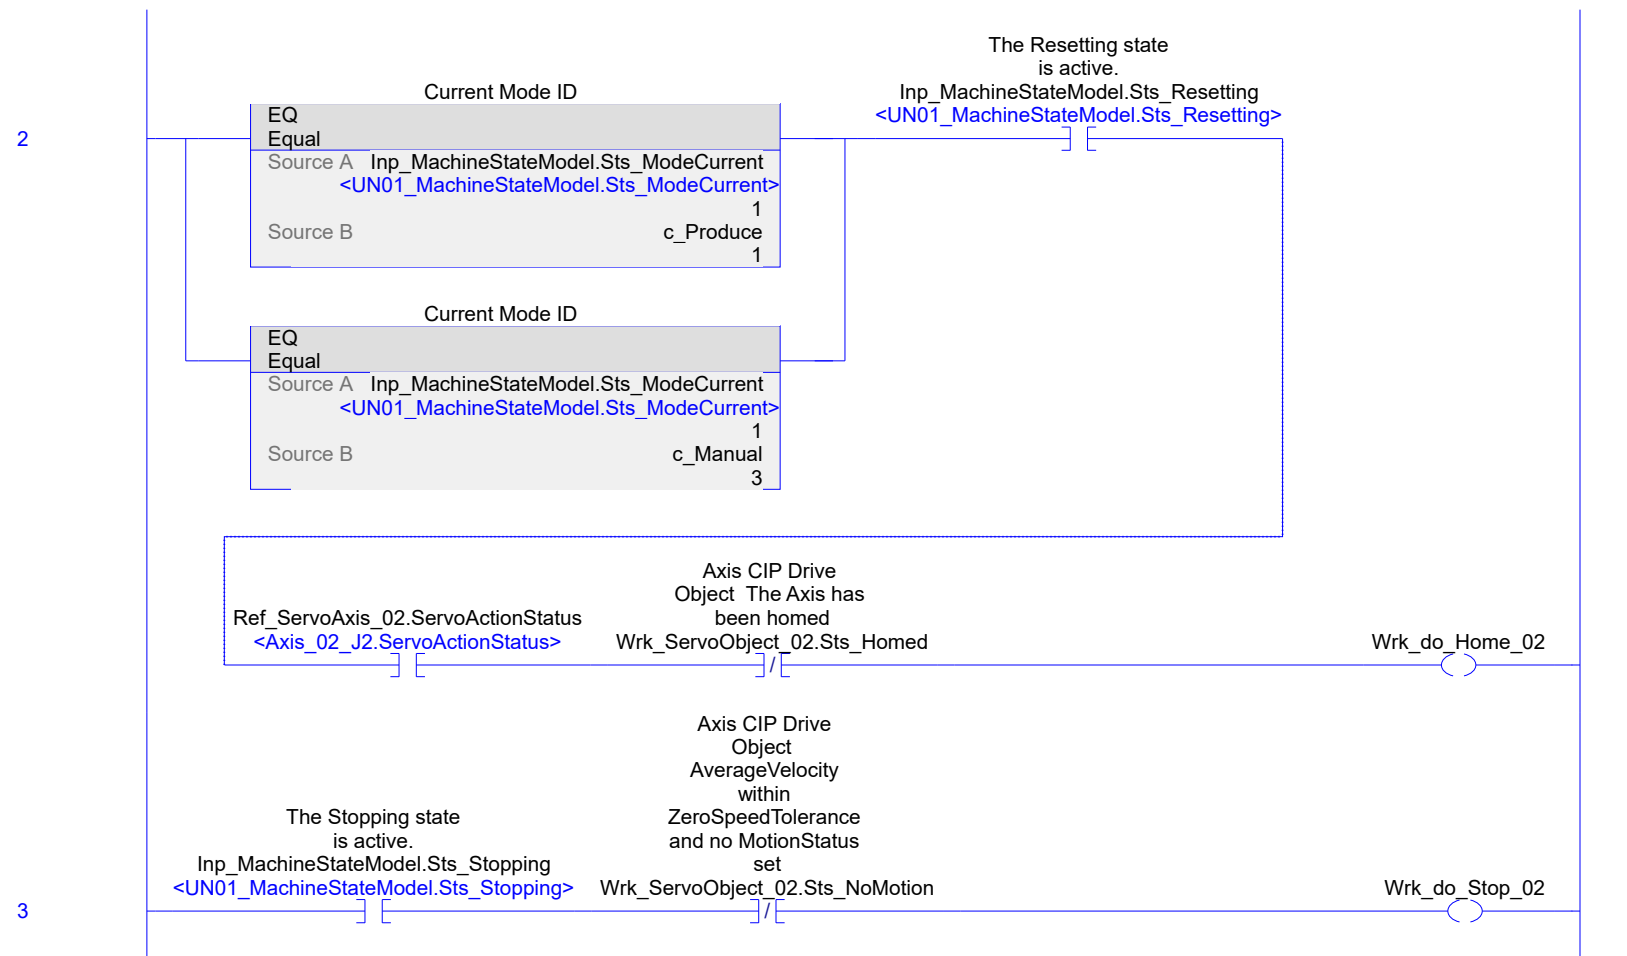 The Resetting state
is active.
Current Mode ID
Inp_MachineStateModel.Sts_Resetting
<UN01_MachineStateModel.Sts_Resetting>
2
EQ
Equal
Source A Inp_MachineStateModel.Sts_ModeCurrent
<UN01_MachineStateModel.Sts_ModeCurrent>
1
Source B c_Produce
1
Current Mode ID
EQ
Equal
Source A Inp_MachineStateModel.Sts_ModeCurrent
<UN01_MachineStateModel.Sts_ModeCurrent>
1
Source B c_Manual
3
Axis CIP Drive
Object The Axis has
been homed
Ref_ServoAxis_02.ServoActionStatus
<Axis_02_J2.ServoActionStatus>
Wrk_ServoObject_02.Sts_Homed
Wrk_do_Home_02
Axis CIP Drive
Object
AverageVelocity
within
ZeroSpeedTolerance
and no MotionStatus
set
The Stopping state
is active.
Inp_MachineStateModel.Sts_Stopping
<UN01_MachineStateModel.Sts_Stopping>
Wrk_ServoObject_02.Sts_NoMotion
Wrk_do_Stop_02
3